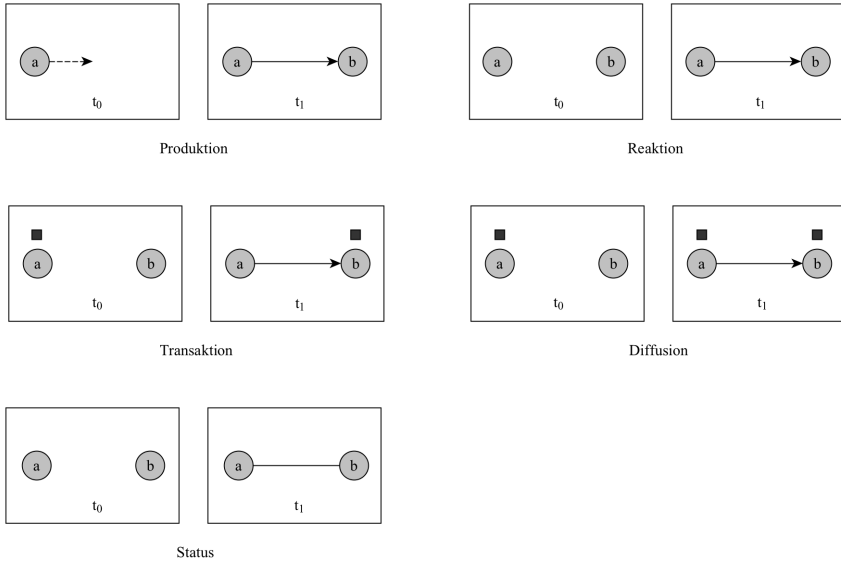 a
t0
a b
t1
Produktion
a b
t0
a b
t1
Reaktion
a b
t0
a b
t1
Transaktion
a b
t0
a b
t1
Diffusion
a b
t0
a b
t1
Status